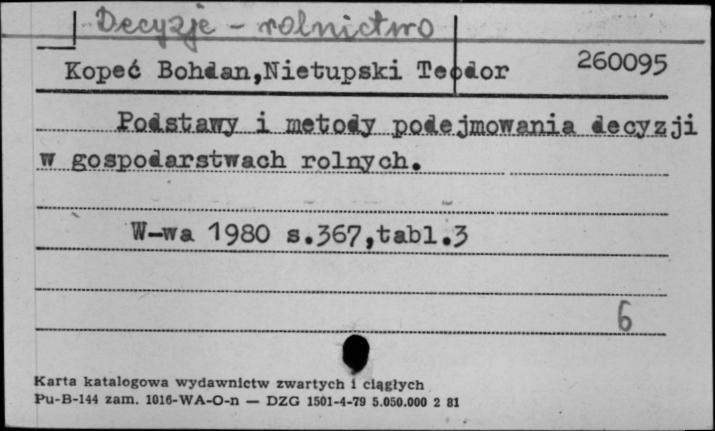 Decyzje - rolnictwo
Kopeć Bohdan,Nietupski Teodor 260095
Podstawy i metody podejmowania decyzji
w gospodarstwach rolnych.
W-wa 1980 s.367,tabl.3
6
Karta katalogowa wydawnictw zwartych i ciągłych
Pu-B-144 zam. 1016-WA-O-n — DZG 1501-4-79 5.050.000 2 81